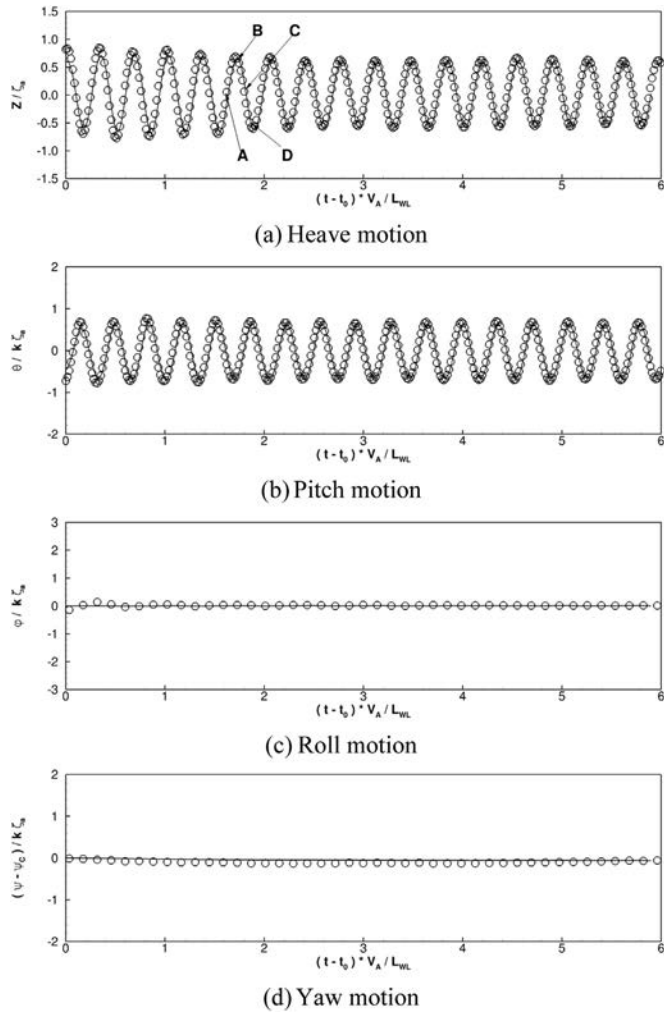 1.5
1.0
0.5
0.0
-0.5
-1.0
-1.5
Z / ζa
B
C
A
D
0 1 2 3 4 5 6
( t - t0 ) * VA / LWL
(a) Heave motion
2
1
0
-1
-2
θ / k ζa
0 1 2 3 4 5 6
( t - t0 ) * VA / LWL
(b) Pitch motion
3
2
1
0
-1
-2
-3
φ / k ζa
0 1 2 3 4 5 6
( t - t0 ) * VA / LWL
(c) Roll motion
2
1
0
-1
-2
( ψ - ψc ) / k ζa
0 1 2 3 4 5 6
( t - t0 ) * VA / LWL
(d) Yaw motion